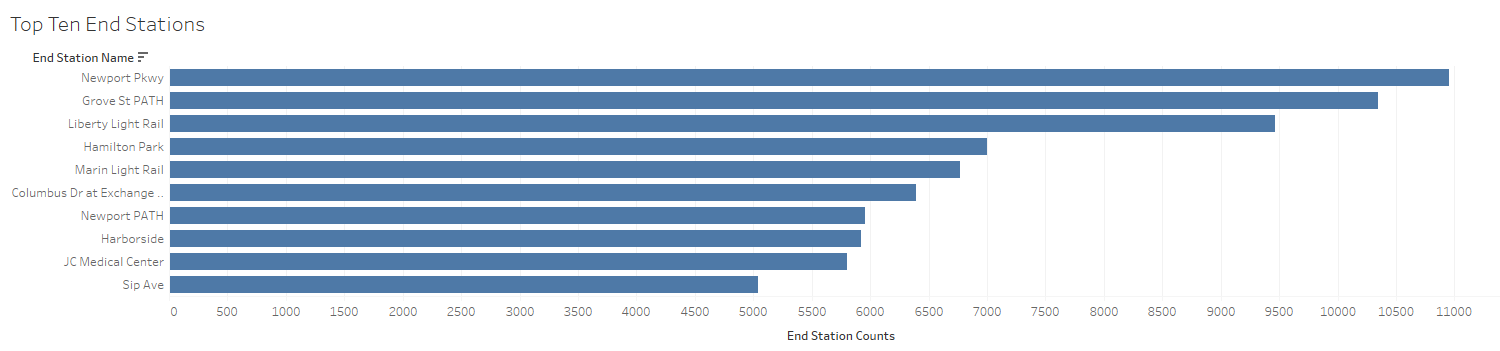 Top Ten End Stations
End Station Name
Newport Pkwy
Grove St PATH
Liberty Light Rail
Hamilton Park
Marin Light Rail
Columbus Dr at Exchange ..
Newport PATH
Harborside
JC Medical Center
Sip Ave
0 500 1000 1500 2000 2500 3000 3500 4000 4500 5000 5500 6000 6500 7000 7500 8000 8500 9000 9500 10000 10500 11000
End Station Counts